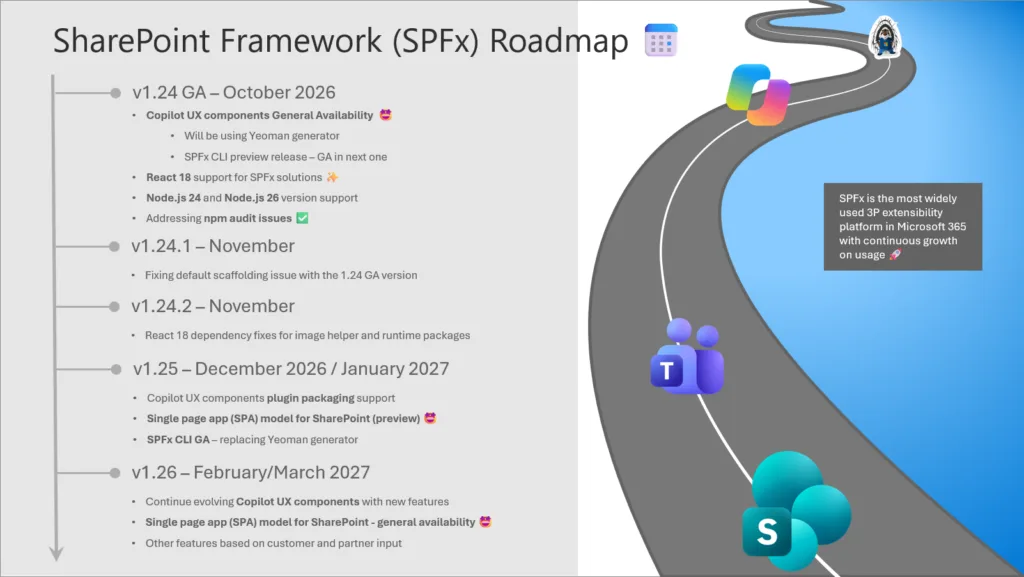 SharePoint Framework (SPFx) Roadmap
v1.24 GA – October 2026
• Copilot UX components General Availability 😍
• Will be using Yeoman generator
• SPFx CLI preview release – GA in next one
• React 18 support for SPFx solutions ✨
• Node.js 24 and Node.js 26 version support
• Addressing npm audit issues ✅
v1.24.1 – November
• Fixing default scaffolding issue with the 1.24 GA version
v1.24.2 – November
• React 18 dependency fixes for image helper and runtime packages
v1.25 – December 2026 / January 2027
• Copilot UX components plugin packaging support
• Single page app (SPA) model for SharePoint (preview) 😍
• SPFx CLI GA – replacing Yeoman generator
v1.26 – February/March 2027
• Continue evolving Copilot UX components with new features
• Single page app (SPA) model for SharePoint - general availability 😍
• Other features based on customer and partner input
SPFx is the most widely
used 3P extensibility
platform in Microsoft 365
with continuous growth
on usage 🚀
T
S